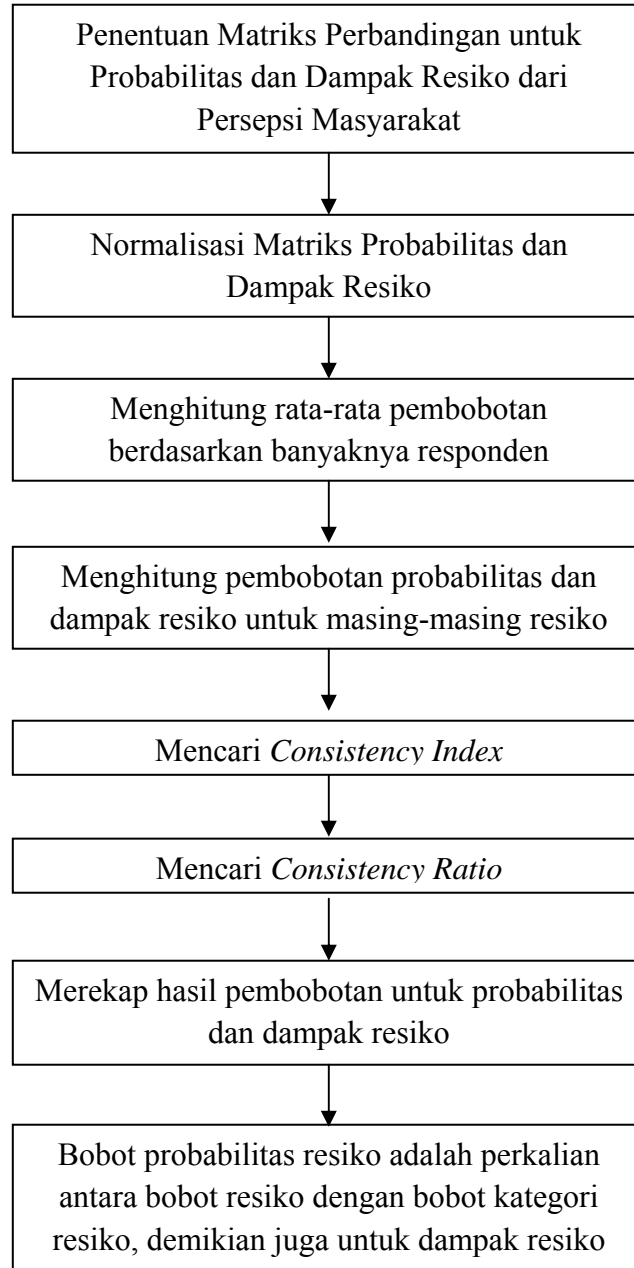 Penentuan Matriks Perbandingan untuk
Probabilitas dan Dampak Resiko dari
Persepsi Masyarakat
Normalisasi Matriks Probabilitas dan
Dampak Resiko
Menghitung rata-rata pembobotan
berdasarkan banyaknya responden
Menghitung pembobotan probabilitas dan
dampak resiko untuk masing-masing resiko
Mencari Consistency Index
Mencari Consistency Ratio
Merekap hasil pembobotan untuk probabilitas
dan dampak resiko
Bobot probabilitas resiko adalah perkalian
antara bobot resiko dengan bobot kategori
resiko, demikian juga untuk dampak resiko